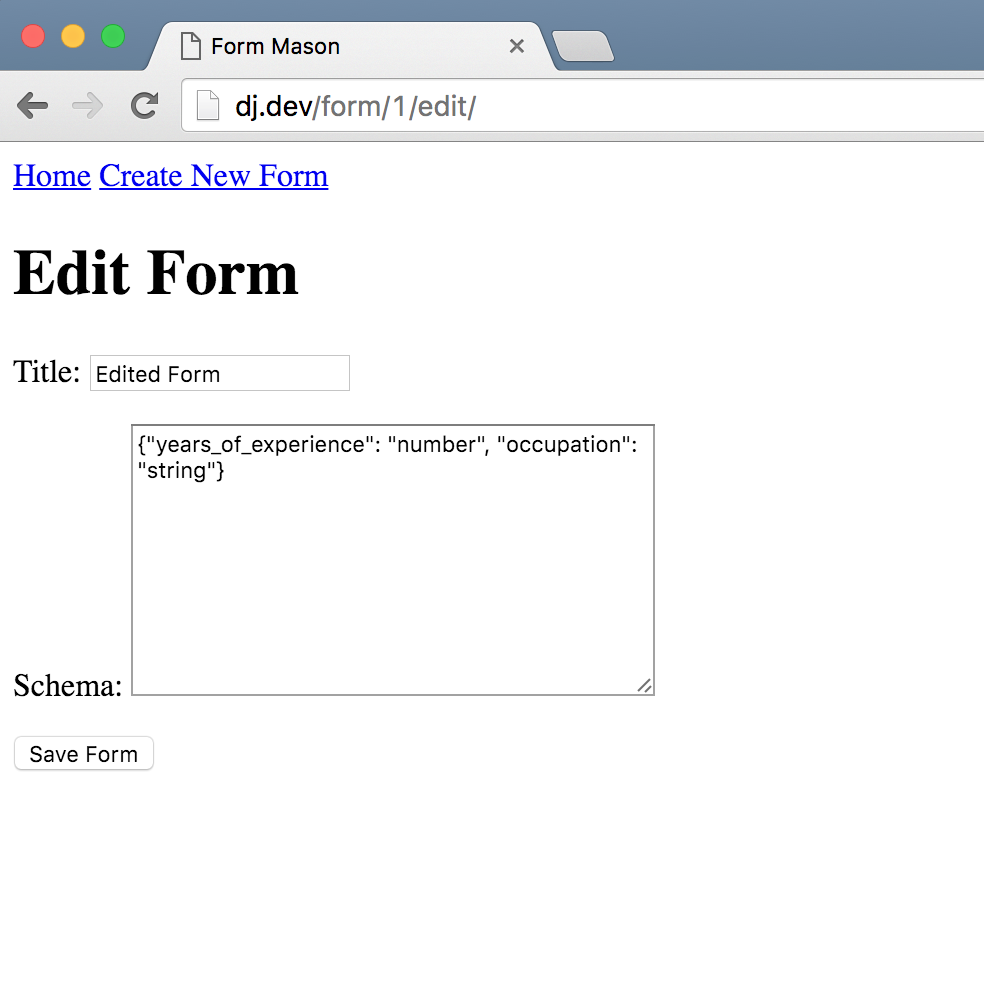 Form Mason
dj.dev/form/1/edit/
Home Create New Form
Edit Form
Title: Edited Form
{"years_of_experience": "number", "occupation":
"string"}
Schema:
Save Form